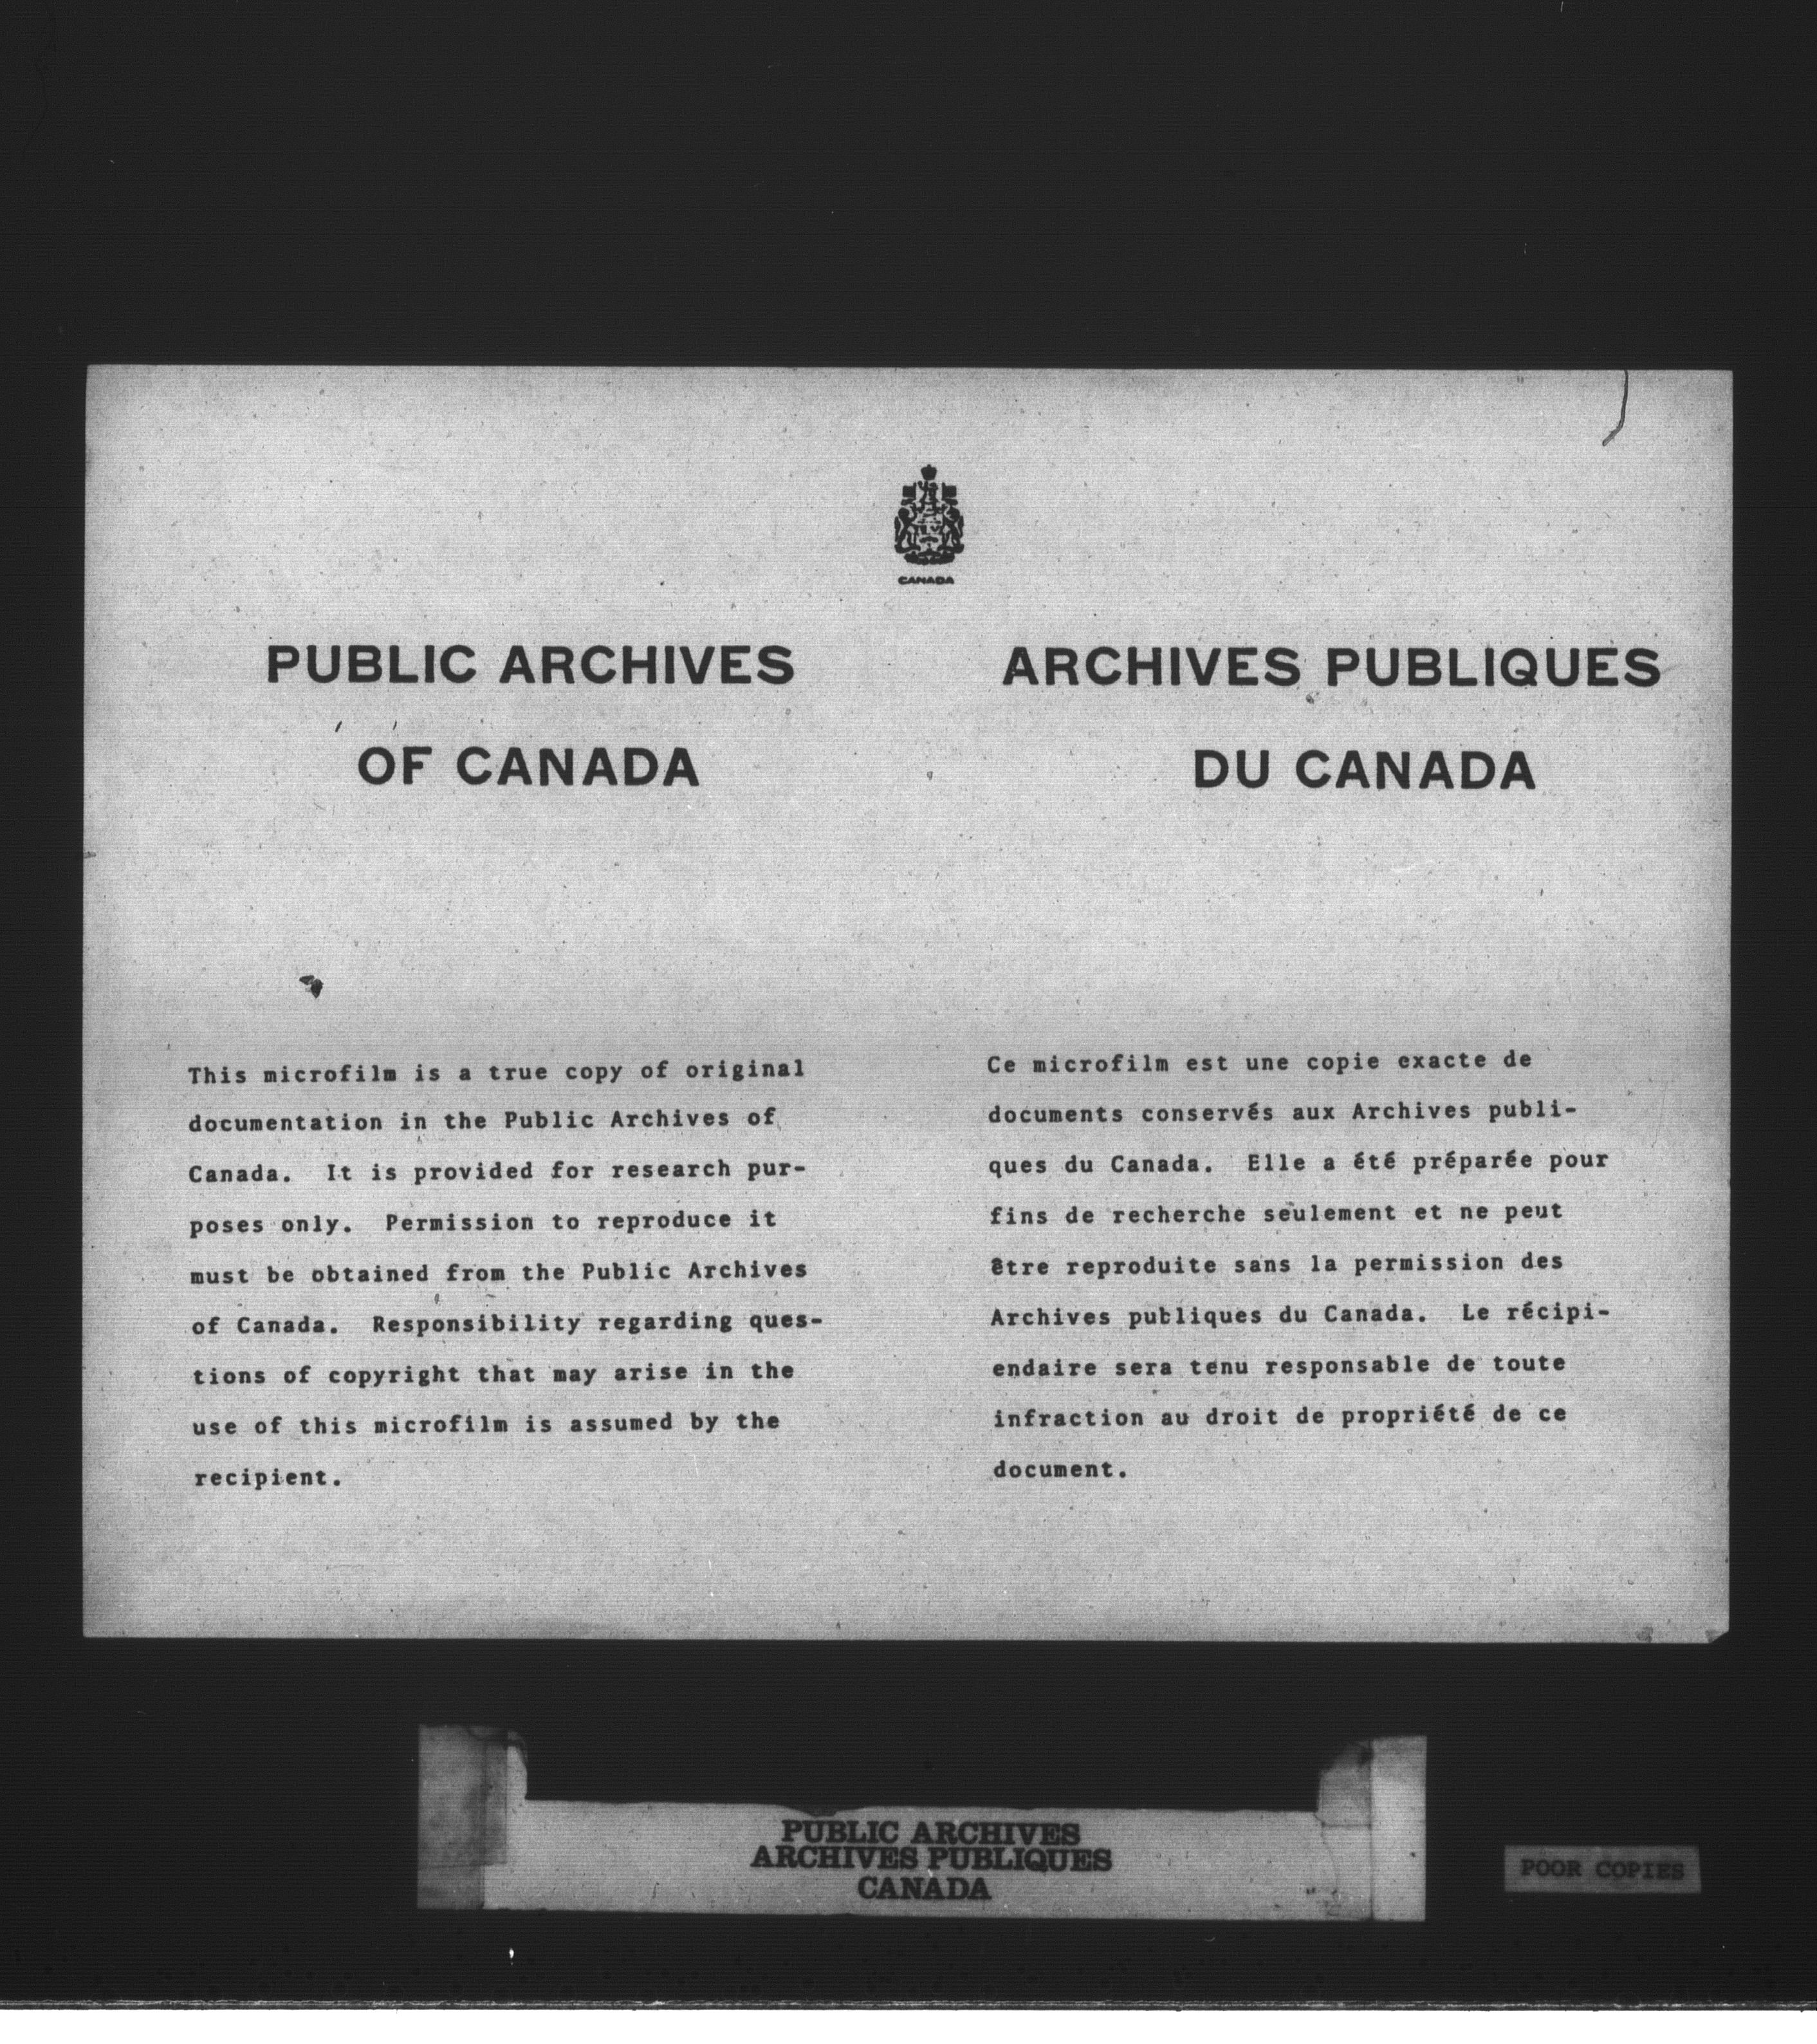 CANADA
PUBLIC ARCHIVES
OF CANADA
This microfilm is a true copy of original
documentation in the Public Archives of
Canada.  It is provided for research pur-
poses only.  Permission to reproduce it
must be obtained from the Public Archives
of Canada.  Responsibility regarding ques-
tions of copyright that may arise in the
use of this microfilm is assumed by the
recipient.
ARCHIVES PUBLIQUES
DU CANADA
Ce microfilm est une copie exacte de
documents conservés aux Archives publi-
ques du Canada.  Elle a été préparée pour
fins de recherche seulement et ne peut
être reproduite sans la permission des
Archives publiques du Canada.  Le récipi-
endaire sera tenu responsable de toute
infraction au droit de propriété de ce
document.
PUBLIC ARCHIVES
ARCHIVES PUBLIQUES
CANADA
POOR COPIES